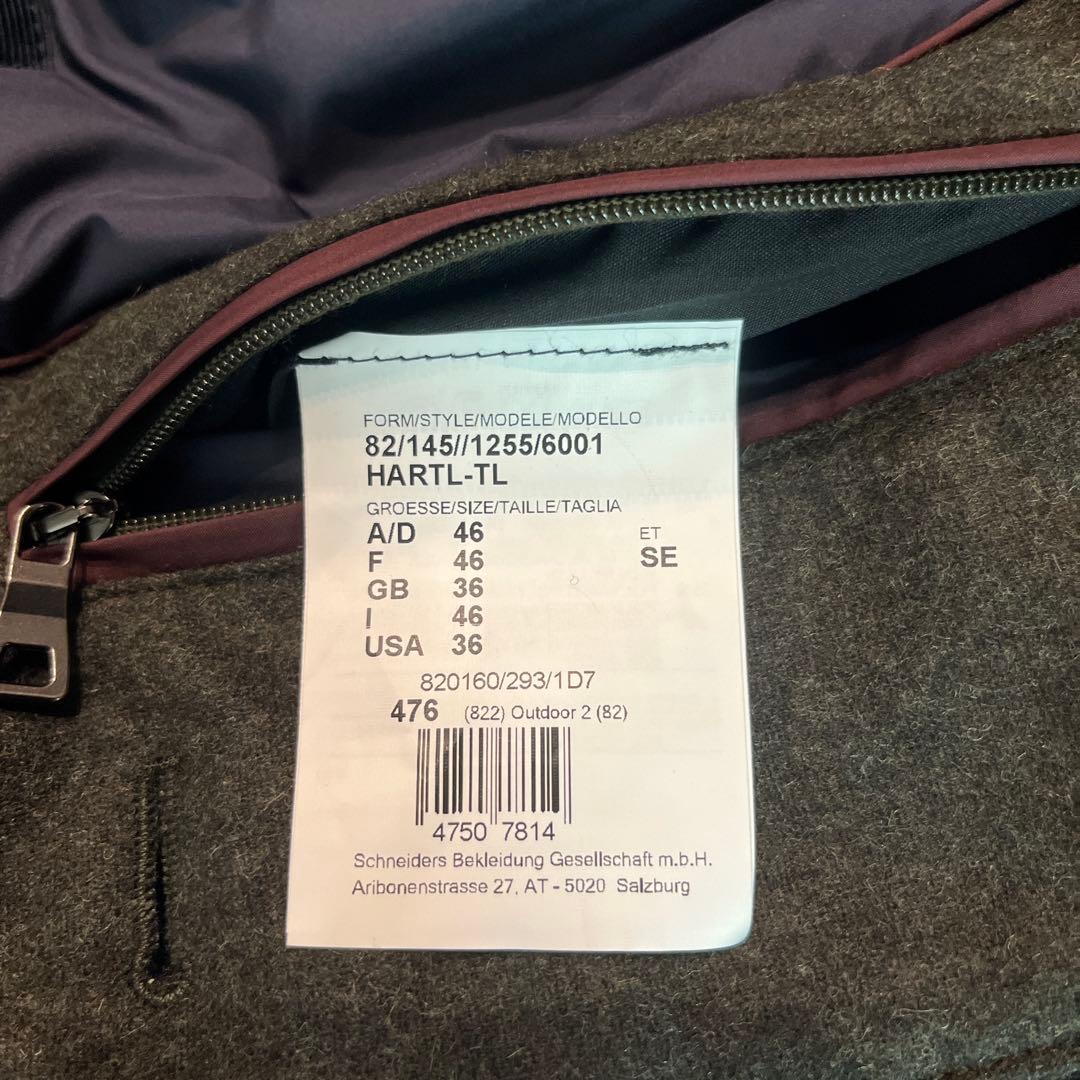 FORM/STYLE/MODELE/MODELLO
82/145//1255/6001
HARTL-TL
GROESSE/SIZE/TAILLE/TAGLIA
A/D 46 ET
F 46 SE
GB 36
I 46
USA 36
820160/293/1D7
476 (822) Outdoor 2 (82)
4750 7814
Schneiders Bekleidung Gesellschaft m.b.H.
Aribonenstrasse 27, AT - 5020 Salzburg